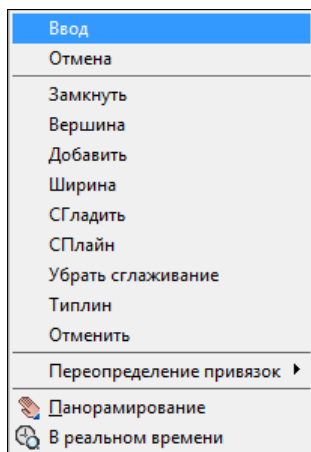 Ввод
Отмена
Замкнуть
Вершина
Добавить
Ширина
СГладить
СПлайн
Убрать сглаживание
Типлин
Отменить
Переопределение привязок
Панорамирование
В реальном времени